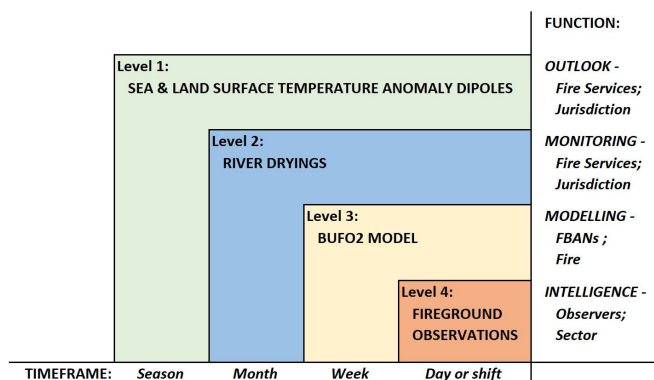 FUNCTION:
Level 1:
SEA & LAND SURFACE TEMPERATURE ANOMALY DIPOLES
OUTLOOK -
Fire Services;
Jurisdiction
Level 2:
RIVER DRYINGS
MONITORING -
Fire Services;
Jurisdiction
Level 3:
BUFO2 MODEL
MODELLING -
FBANs ;
Fire
Level 4:
FIREGROUND
OBSERVATIONS
INTELLIGENCE -
Observers;
Sector
TIMEFRAME: Season Month Week Day or shift